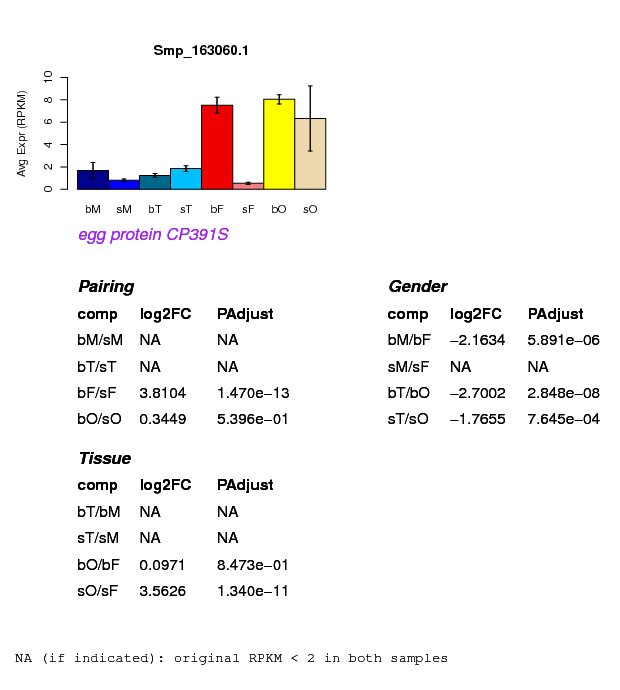 Smp_163060.1
Avg Expr (RPKM)
10
8
6
4
2
0
bM sM bT sT bF sF bO sO
egg protein CP391S
Pairing
comp log2FC PAdjust
bM/sM NA NA
bT/sT NA NA
bF/sF 3.8104 1.470e−13
bO/sO 0.3449 5.396e−01
Gender
comp log2FC PAdjust
bM/bF −2.1634 5.891e−06
sM/sF NA NA
bT/bO −2.7002 2.848e−08
sT/sO −1.7655 7.645e−04
Tissue
comp log2FC PAdjust
bT/bM NA NA
sT/sM NA NA
bO/bF 0.0971 8.473e−01
sO/sF 3.5626 1.340e−11
NA (if indicated): original RPKM < 2 in both samples